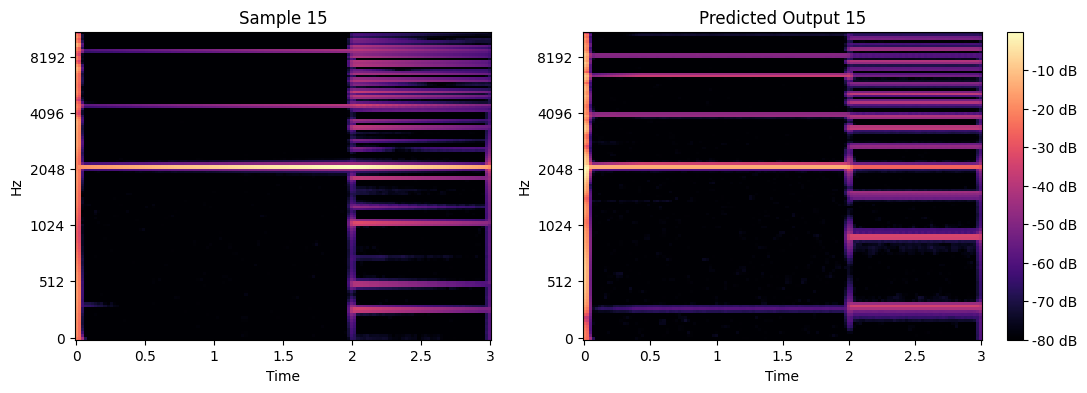 Sample 15
Predicted Output 15
8192
4096
2048
1024
512
0
Hz
0
0.5
1
1.5
2
2.5
3
Time
8192
4096
2048
1024
512
0
Hz
0
0.5
1
1.5
2
2.5
3
Time
-10 dB
-20 dB
-30 dB
-40 dB
-50 dB
-60 dB
-70 dB
-80 dB